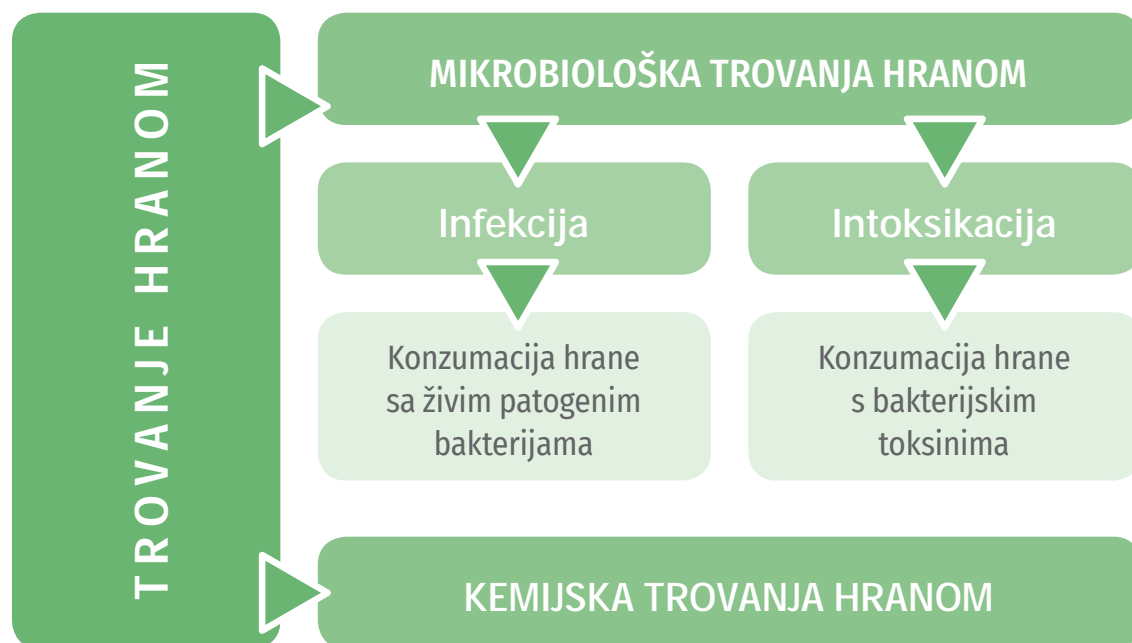 TROVANJE HRANOM
MIKROBIOLOŠKA TROVANJA HRANOM
Infekcija
Intoksikacija
Konzumacija hrane
sa živim patogenim
bakterijama
Konzumacija hrane
s bakterijskim
toksinima
KEMIJSKA TROVANJA HRANOM